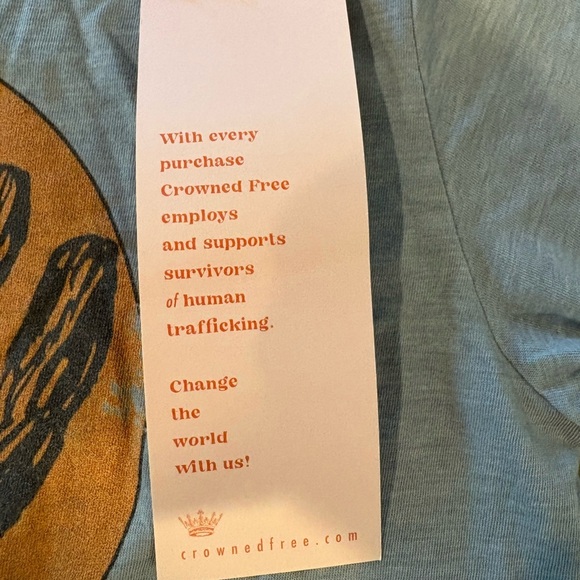 With every
purchase
Crowned Free
employs
and supports
survivors
of human
trafficking.
Change
the
world
with us!
crownedfree.com